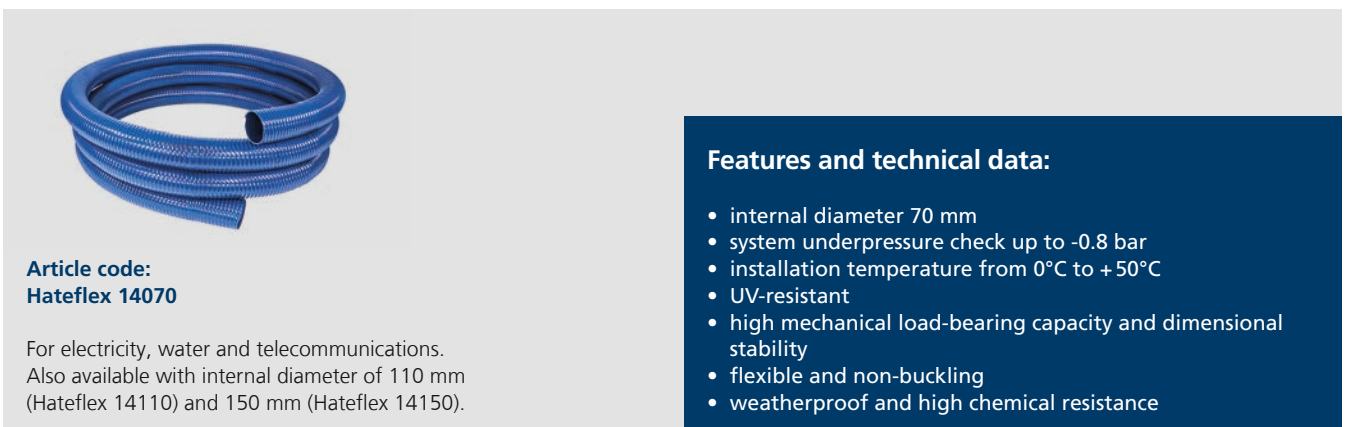 Article code:
Hateflex 14070
For electricity, water and telecommunications.
Also available with internal diameter of 110 mm
(Hateflex 14110) and 150 mm (Hateflex 14150).
Features and technical data:
• internal diameter 70 mm
• system underpressure check up to -0.8 bar
• installation temperature from 0°C to +50°C
• UV-resistant
• high mechanical load-bearing capacity and dimensional
stability
• flexible and non-buckling
• weatherproof and high chemical resistance